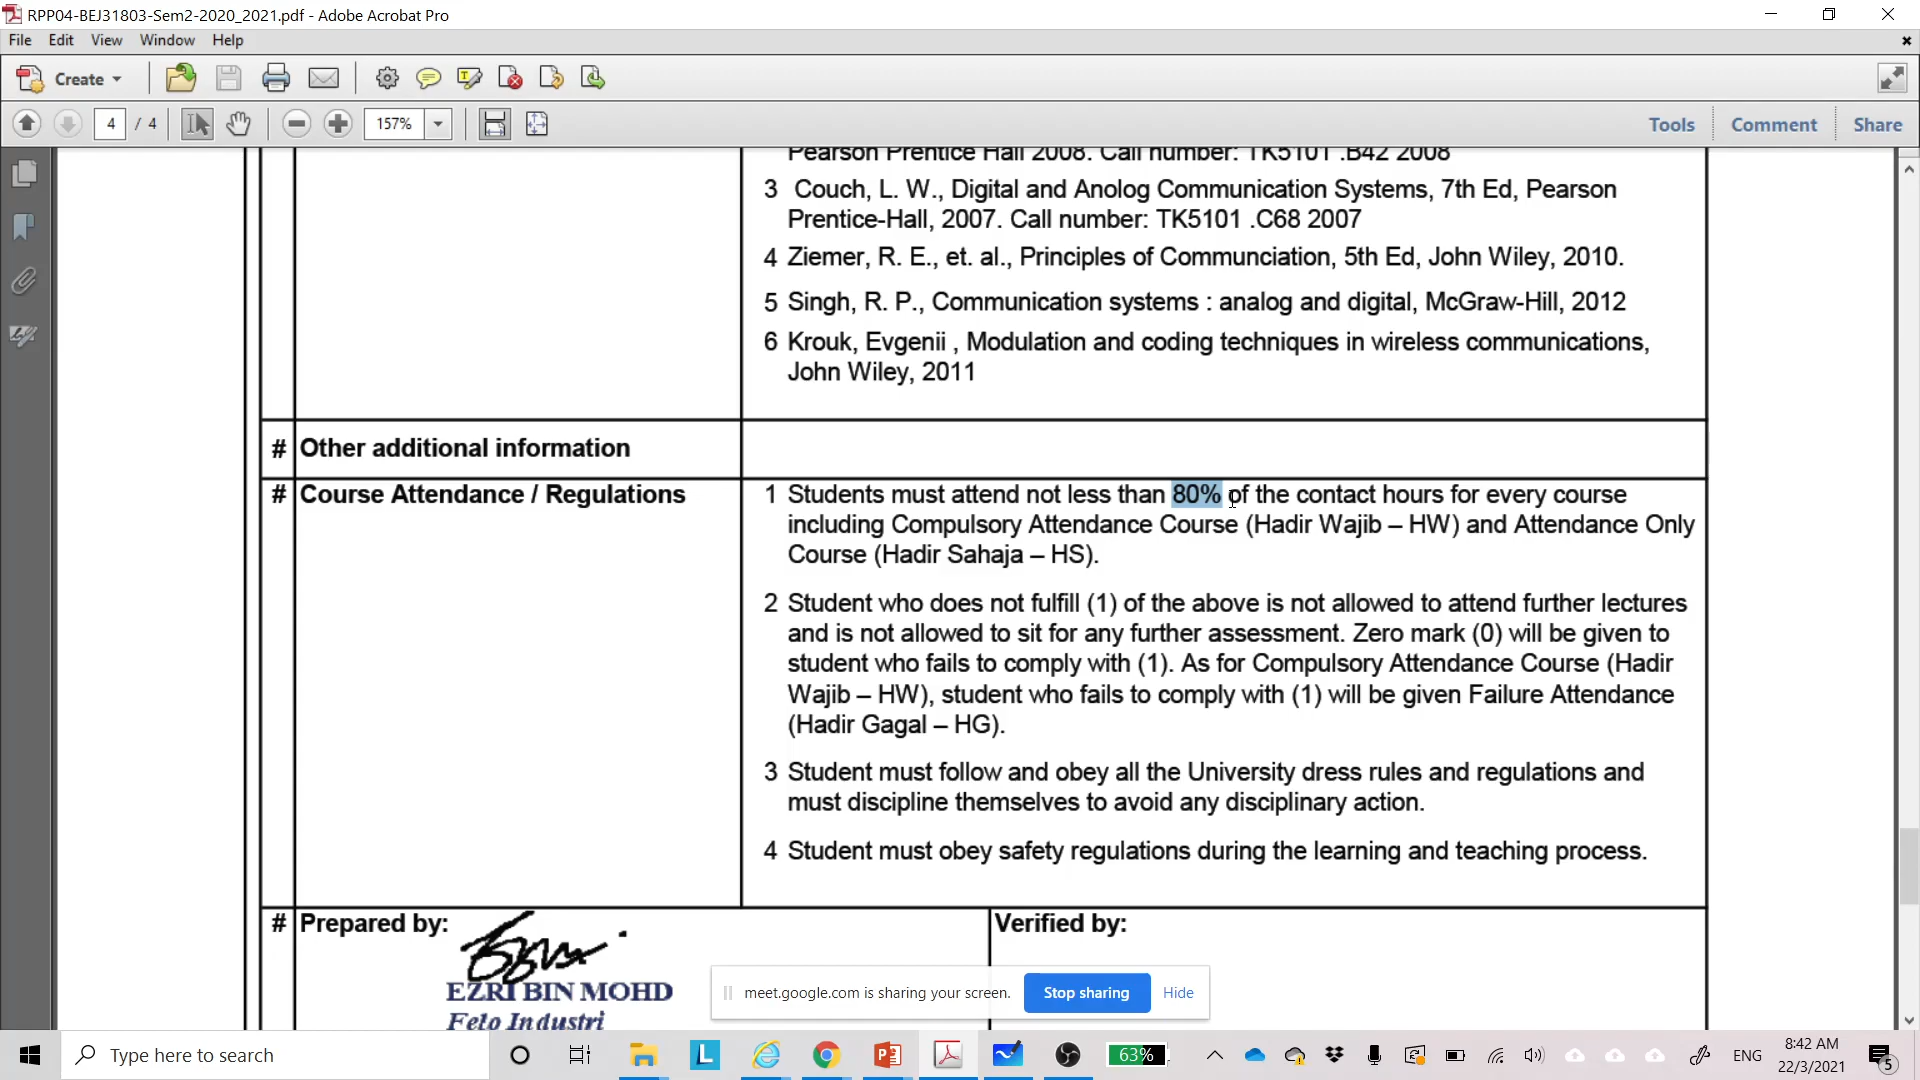 RPP04-BEJ31803-Sem2-2020_2021.pdf - Adobe Acrobat Pro
File Edit View Window Help
Create
4 / 4 157% Tools Comment Share
Pearson Prentice Hall 2008. Call number: TK5101 .B42 2008
3 Couch, L. W., Digital and Anolog Communication Systems, 7th Ed, Pearson
Prentice-Hall, 2007. Call number: TK5101 .C68 2007
4 Ziemer, R. E., et. al., Principles of Communciation, 5th Ed, John Wiley, 2010.
5 Singh, R. P., Communication systems : analog and digital, McGraw-Hill, 2012
6 Krouk, Evgenii , Modulation and coding techniques in wireless communications,
John Wiley, 2011
# Other additional information
# Course Attendance / Regulations
1 Students must attend not less than 80% of the contact hours for every course
including Compulsory Attendance Course (Hadir Wajib – HW) and Attendance Only
Course (Hadir Sahaja – HS).
2 Student who does not fulfill (1) of the above is not allowed to attend further lectures
and is not allowed to sit for any further assessment. Zero mark (0) will be given to
student who fails to comply with (1). As for Compulsory Attendance Course (Hadir
Wajib – HW), student who fails to comply with (1) will be given Failure Attendance
(Hadir Gagal – HG).
3 Student must follow and obey all the University dress rules and regulations and
must discipline themselves to avoid any disciplinary action.
4 Student must obey safety regulations during the learning and teaching process.
# Prepared by: Verified by:
EZRI BIN MOHD
Felo Industri
meet.google.com is sharing your screen. Stop sharing Hide
Type here to search
63%
ENG
8:42 AM
22/3/2021
5